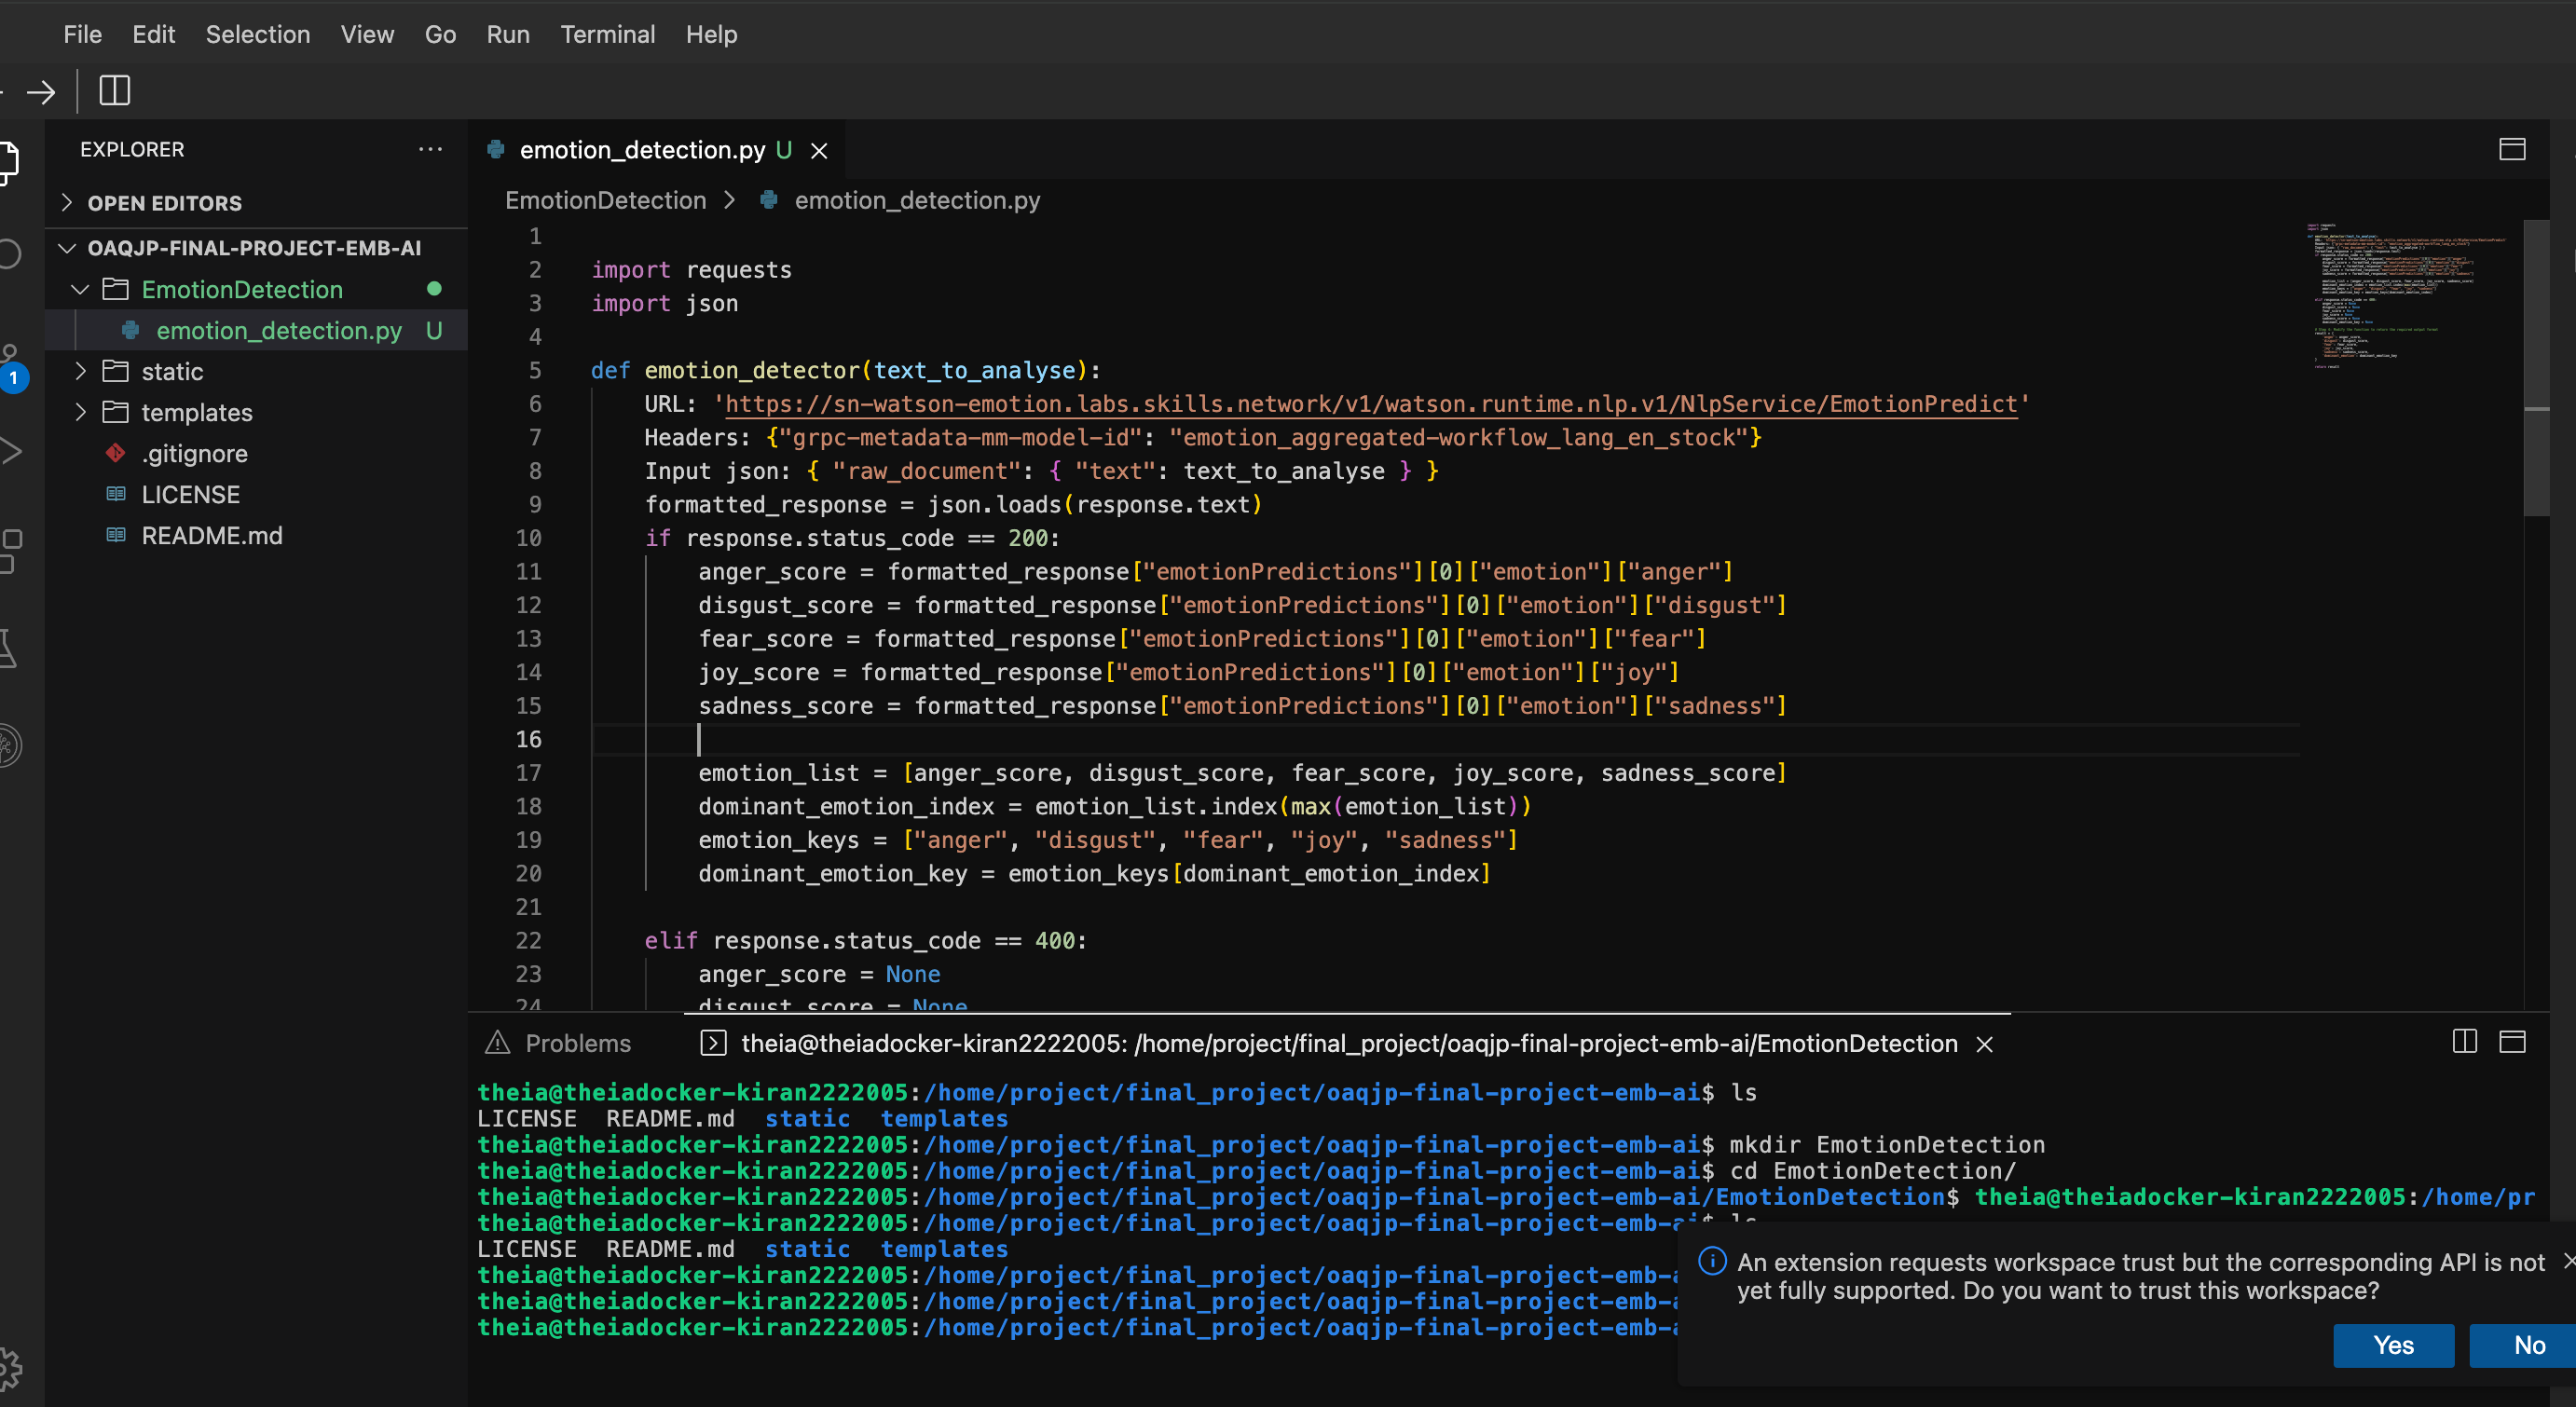 File Edit Selection View Go Run Terminal Help
EXPLORER
OPEN EDITORS
OAQJP-FINAL-PROJECT-EMB-AI
EmotionDetection
emotion_detection.py U
static
templates
.gitignore
LICENSE
README.md
1
emotion_detection.py U
EmotionDetection > emotion_detection.py
1
2 import requests
3 import json
4
5 def emotion_detector(text_to_analyse):
6 URL: 'https://sn-watson-emotion.labs.skills.network/v1/watson.runtime.nlp.v1/NlpService/EmotionPredict'
7 Headers: {"grpc-metadata-mm-model-id": "emotion_aggregated-workflow_lang_en_stock"}
8 Input json: { "raw_document": { "text": text_to_analyse } }
9 formatted_response = json.loads(response.text)
10 if response.status_code == 200:
11 anger_score = formatted_response["emotionPredictions"][0]["emotion"]["anger"]
12 disgust_score = formatted_response["emotionPredictions"][0]["emotion"]["disgust"]
13 fear_score = formatted_response["emotionPredictions"][0]["emotion"]["fear"]
14 joy_score = formatted_response["emotionPredictions"][0]["emotion"]["joy"]
15 sadness_score = formatted_response["emotionPredictions"][0]["emotion"]["sadness"]
16
17 emotion_list = [anger_score, disgust_score, fear_score, joy_score, sadness_score]
18 dominant_emotion_index = emotion_list.index(max(emotion_list))
19 emotion_keys = ["anger", "disgust", "fear", "joy", "sadness"]
20 dominant_emotion_key = emotion_keys[dominant_emotion_index]
21
22 elif response.status_code == 400:
23 anger_score = None
24 disgust_score = None
Problems
theia@theiadocker-kiran2222005: /home/project/final_project/oaqjp-final-project-emb-ai/EmotionDetection
theia@theiadocker-kiran2222005:/home/project/final_project/oaqjp-final-project-emb-ai$ ls
LICENSE README.md static templates
theia@theiadocker-kiran2222005:/home/project/final_project/oaqjp-final-project-emb-ai$ mkdir EmotionDetection
theia@theiadocker-kiran2222005:/home/project/final_project/oaqjp-final-project-emb-ai$ cd EmotionDetection/
theia@theiadocker-kiran2222005:/home/project/final_project/oaqjp-final-project-emb-ai/EmotionDetection$ theia@theiadocker-kiran2222005:/home/pr
theia@theiadocker-kiran2222005:/home/project/final_project/oaqjp-final-project-emb-ai$ ls
LICENSE README.md static templates
theia@theiadocker-kiran2222005:/home/project/final_project/oaqjp-final-project-emb-a
theia@theiadocker-kiran2222005:/home/project/final_project/oaqjp-final-project-emb-a
theia@theiadocker-kiran2222005:/home/project/final_project/oaqjp-final-project-emb-a
An extension requests workspace trust but the corresponding API is not
yet fully supported. Do you want to trust this workspace?
Yes No